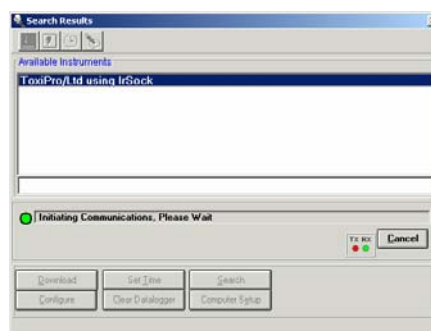 Search Results
Available Instruments
ToxiPro/Ltd using IrSock
Initiating Communications, Please Wait
TX RX
Cancel
Download Set Time Search
Configure Clear Datalogger Computer Setup